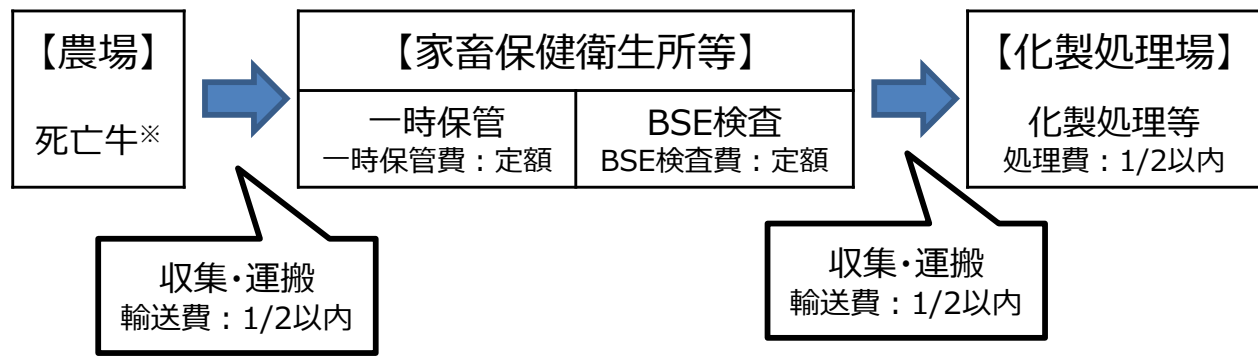 【農場】
死亡牛※
【家畜保健衛生所等】
一時保管
一時保管費：定額
BSE検査
BSE検査費：定額
【化製処理場】
化製処理等
処理費：1/2以内
収集・運搬
輸送費：1/2以内
収集・運搬
輸送費：1/2以内